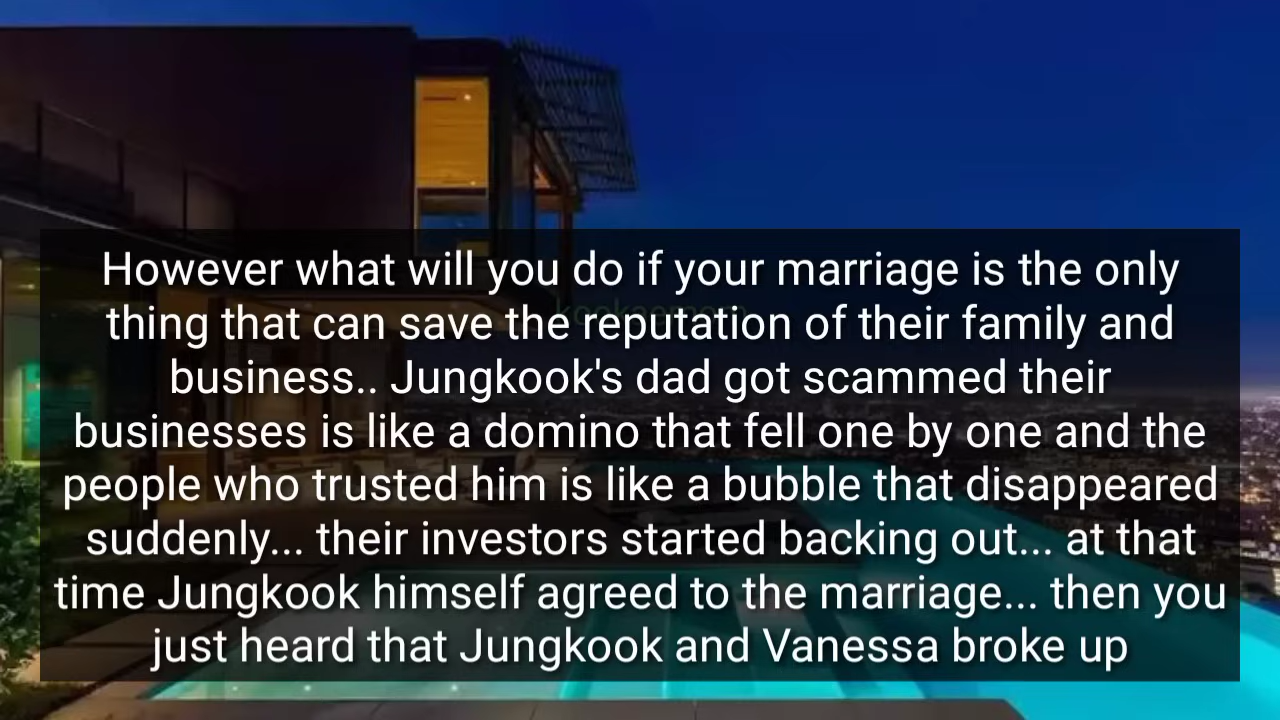 However what will you do if your marriage is the only
thing that can save the reputation of their family and
business.. Jungkook's dad got scammed their
businesses is like a domino that fell one by one and the
people who trusted him is like a bubble that disappeared
suddenly... their investors started backing out... at that
time Jungkook himself agreed to the marriage... then you
just heard that Jungkook and Vanessa broke up